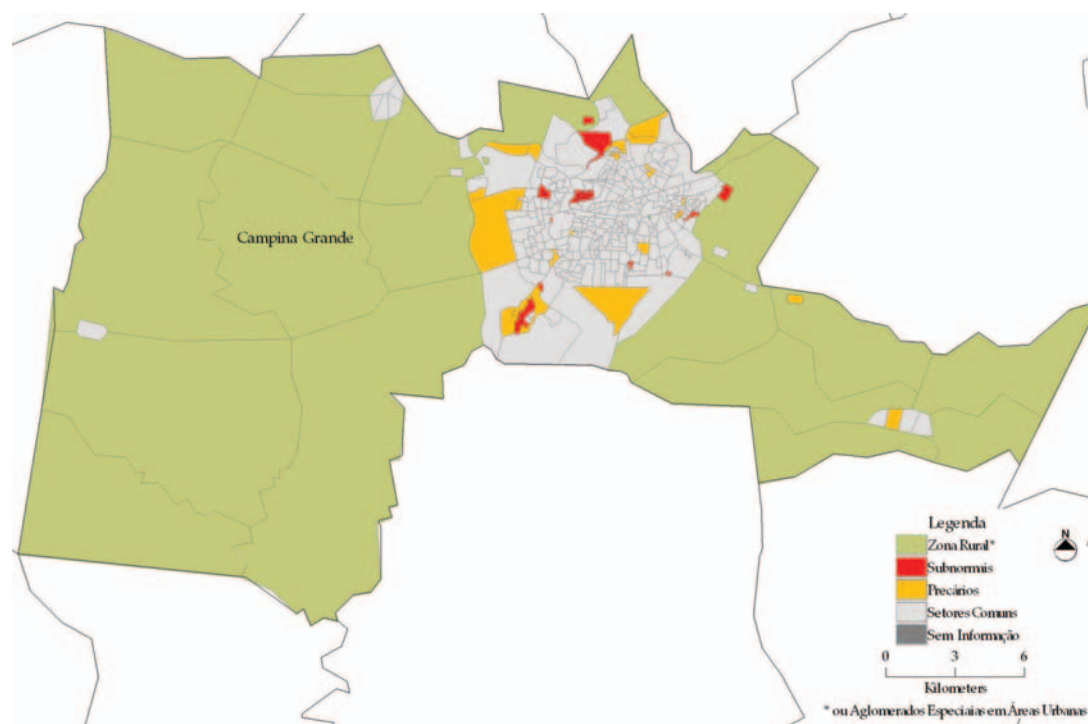 Campina Grande
Legenda
Zona Rural*
Subnormais
Precários
Setores Comuns
Sem Informação
N
0 3 6
Kilometers
* ou Aglomerados Especiaias em Áreas Urbanas